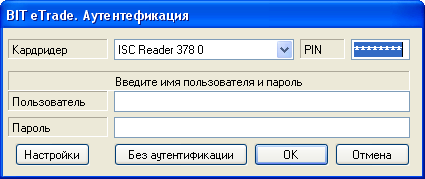 BIT eTrade. Аутентефикация
Кардридер ISC Reader 378 0 PIN ********
Введите имя пользователя и пароль
Пользователь
Пароль
Настройки Без аутентификации OK Отмена